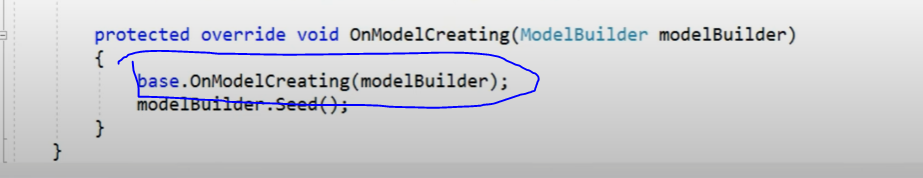 protected override void OnModelCreating(ModelBuilder modelBuilder)
{
base.OnModelCreating(modelBuilder);
modelBuilder.Seed();
}
}